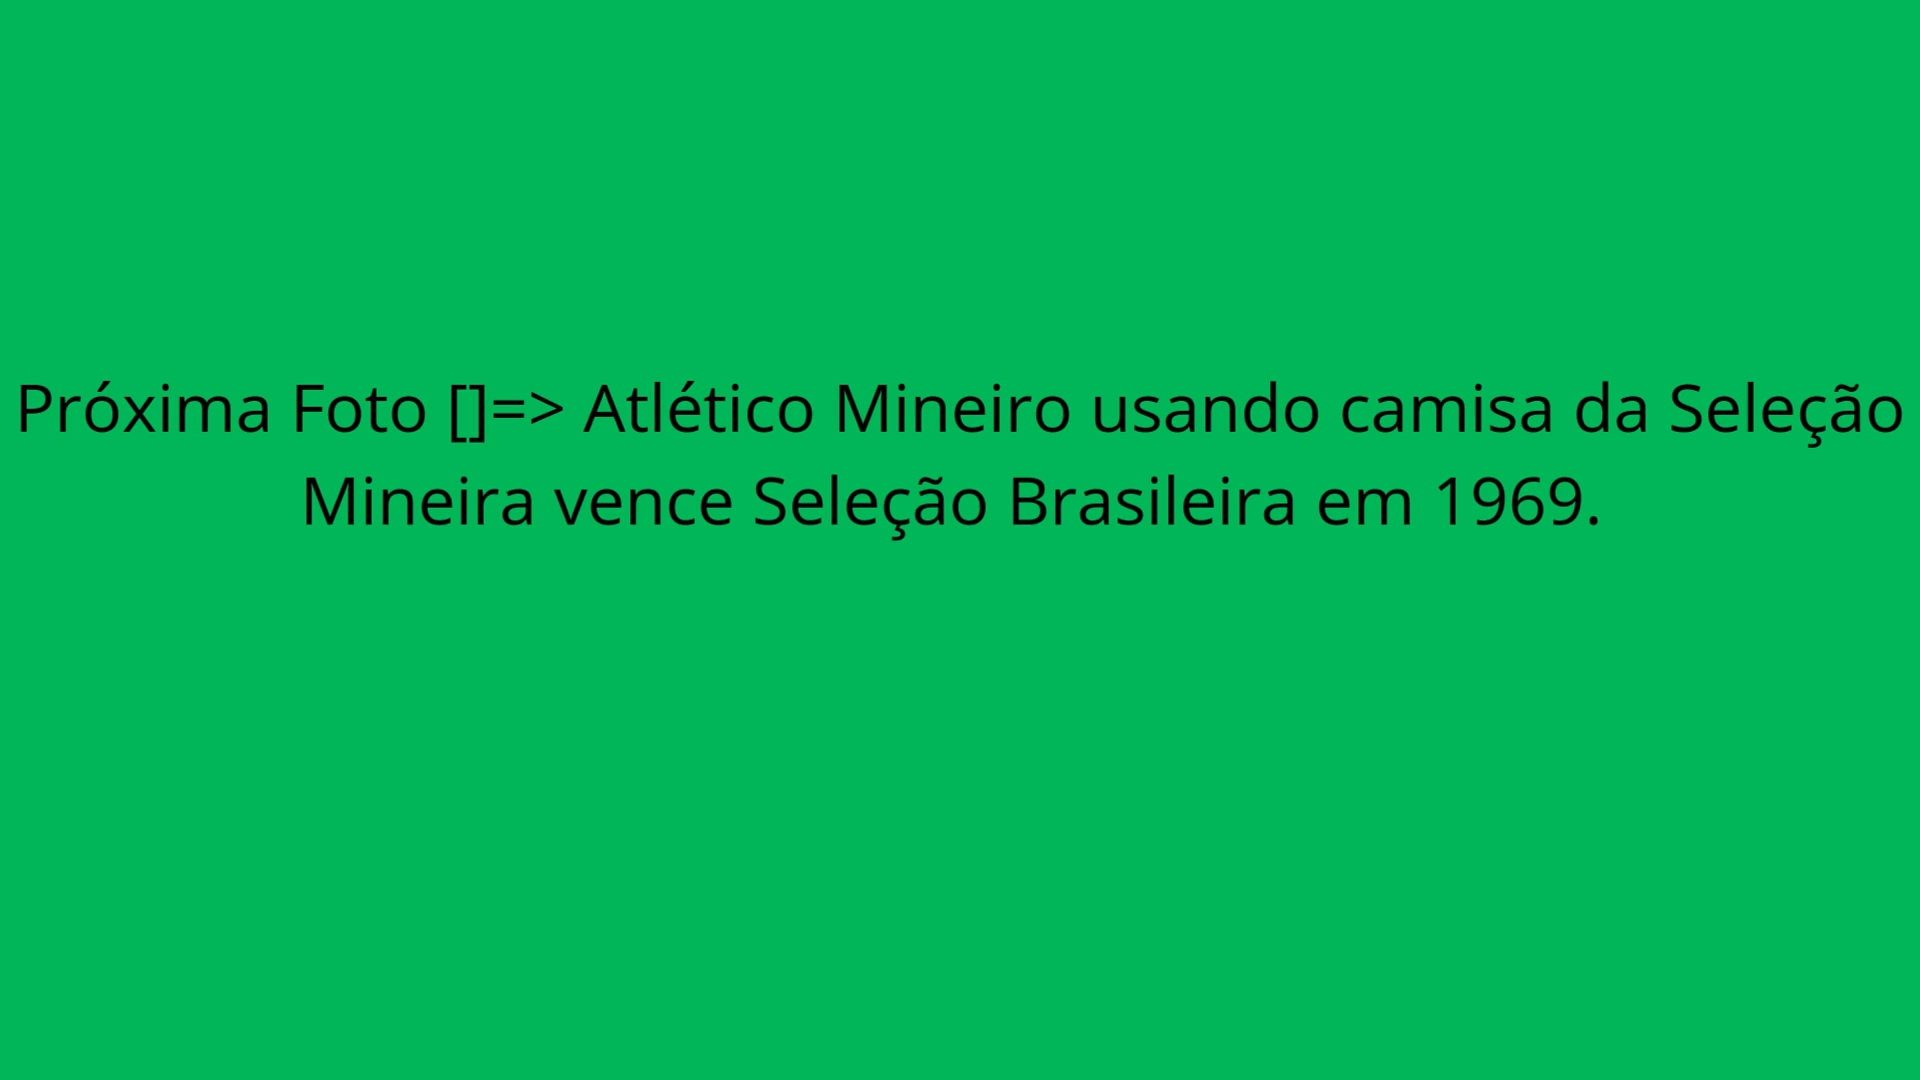 Próxima Foto []=> Atlético Mineiro usando camisa da Seleção
Mineira vence Seleção Brasileira em 1969.